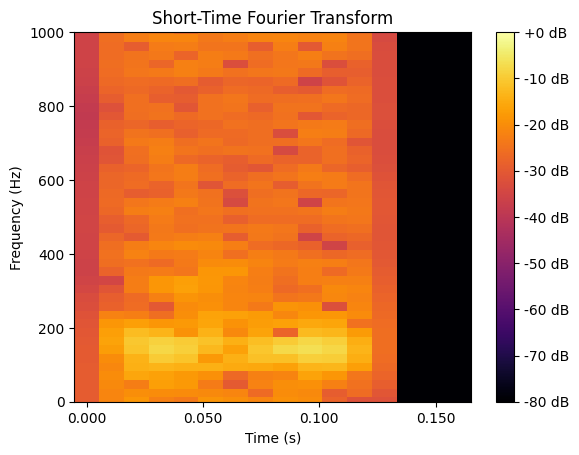 Short-Time Fourier Transform
1000
800
600
400
200
0
Frequency (Hz)
0.000
0.050
0.100
0.150
Time (s)
+0 dB
-10 dB
-20 dB
-30 dB
-40 dB
-50 dB
-60 dB
-70 dB
-80 dB